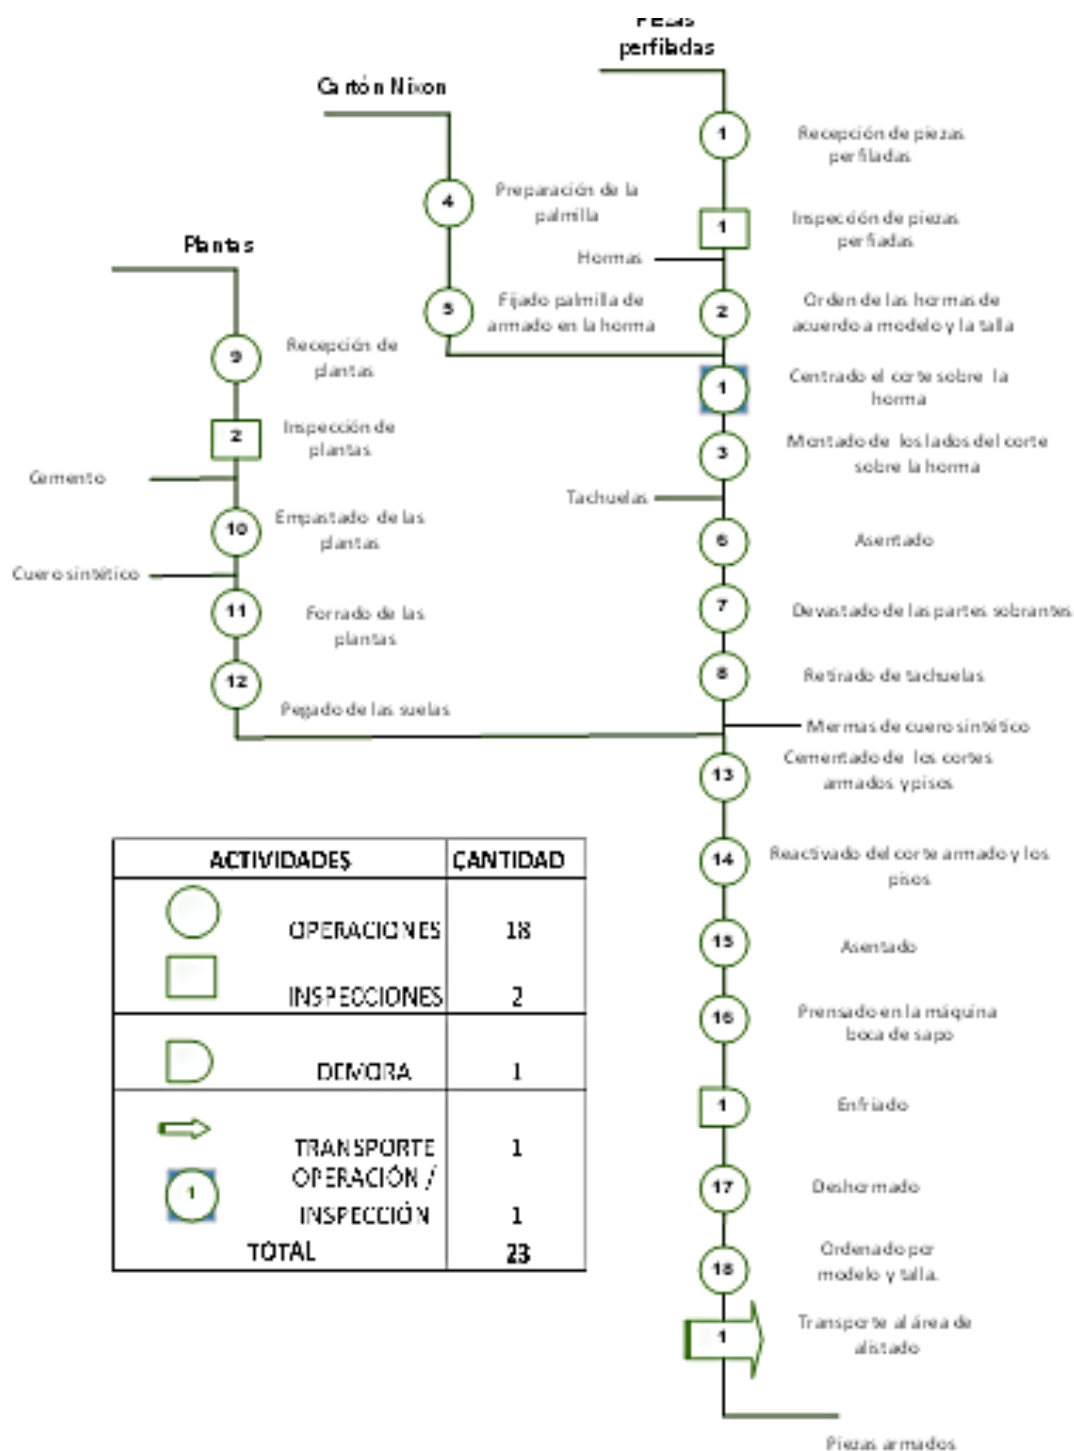 Piezas
perfiladas
Cartón Nixon
Plantas
1
Recepción de piezas
perfiladas
4
Preparación de la
palmilla
1
Inspección de piezas
perfiadas
Hormas
5
Fijado palmilla de
armado en la horma
2
Orden de las hormas de
acuerdo a modelo y la talla
9
Recepción de
plantas
1
Centrado el corte sobre la
horma
2
Inspección de
plantas
3
Montado de los lados del corte
sobre la horma
Cemento
Tachuelas
10
Empastado de las
plantas
6
Asentado
Cuero sintético
11
Forrado de las
plantas
7
Devastado de las partes sobrantes
12
Pegado de las suelas
8
Retirado de tachuelas
Mermas de cuero sintético
13
Cementado de los cortes
armados y pisos
14
Reactivado del corte armado y los
pisos
15
Asentado
16
Prensado en la máquina
boca de sapo
1
Enfriado
17
Deshormado
18
Ordenado por
modelo y talla.
1
Transporte al área de
alistado
Piezas armados
ACTIVIDADES CANTIDAD
OPERACIONES 18
INSPECCIONES 2
DEMORA 1
TRANSPORTE 1
OPERACIÓN /
1 INSPECCIÓN 1
TOTAL 23